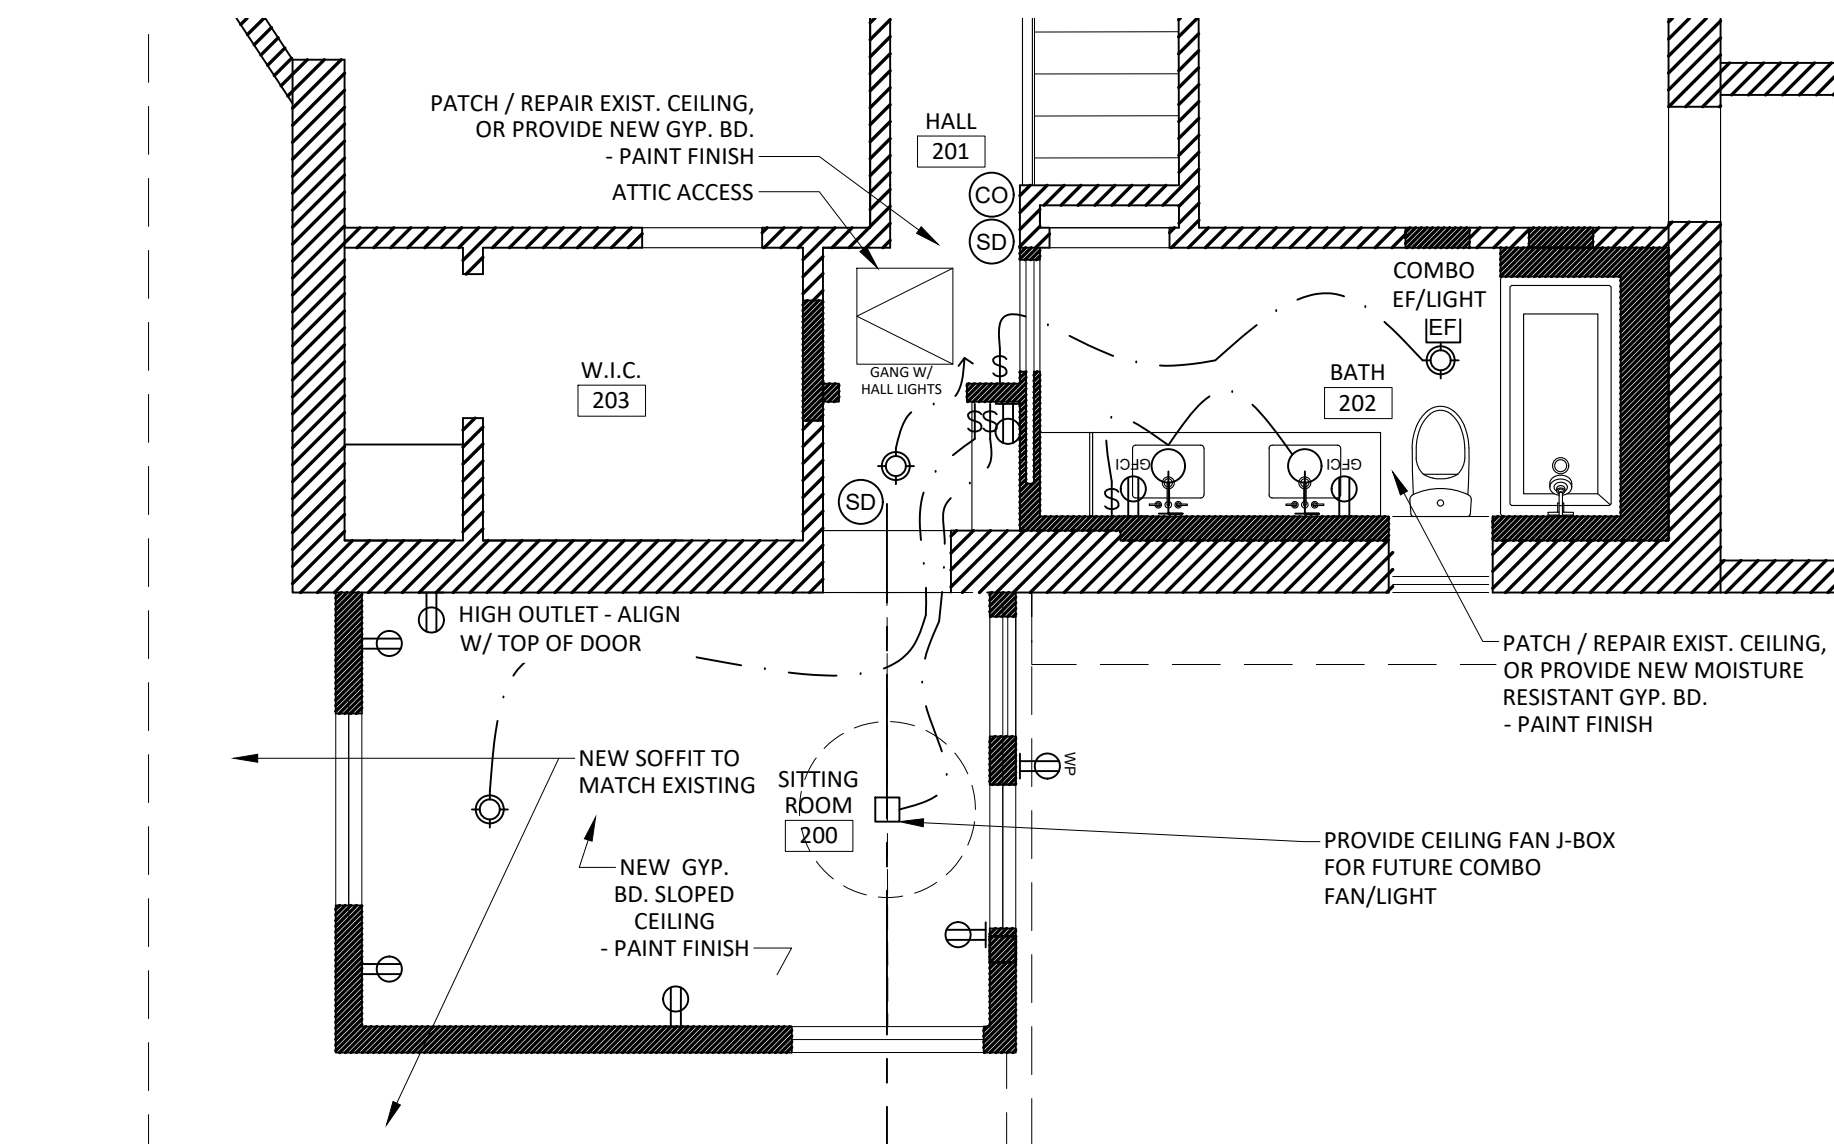 PATCH / REPAIR EXIST. CEILING,
OR PROVIDE NEW GYP. BD.
- PAINT FINISH
ATTIC ACCESS
HALL
201
CO
SD
COMBO
EF/LIGHT
EF
W.I.C.
203
GANG W/
HALL LIGHTS
S
BATH
202
SS
GFCI
GFCI
S
SD
HIGH OUTLET - ALIGN
W/ TOP OF DOOR
PATCH / REPAIR EXIST. CEILING,
OR PROVIDE NEW MOISTURE
RESISTANT GYP. BD.
- PAINT FINISH
NEW SOFFIT TO
MATCH EXISTING
SITTING
ROOM
200
WP
PROVIDE CEILING FAN J-BOX
FOR FUTURE COMBO
FAN/LIGHT
NEW GYP.
BD. SLOPED
CEILING
- PAINT FINISH